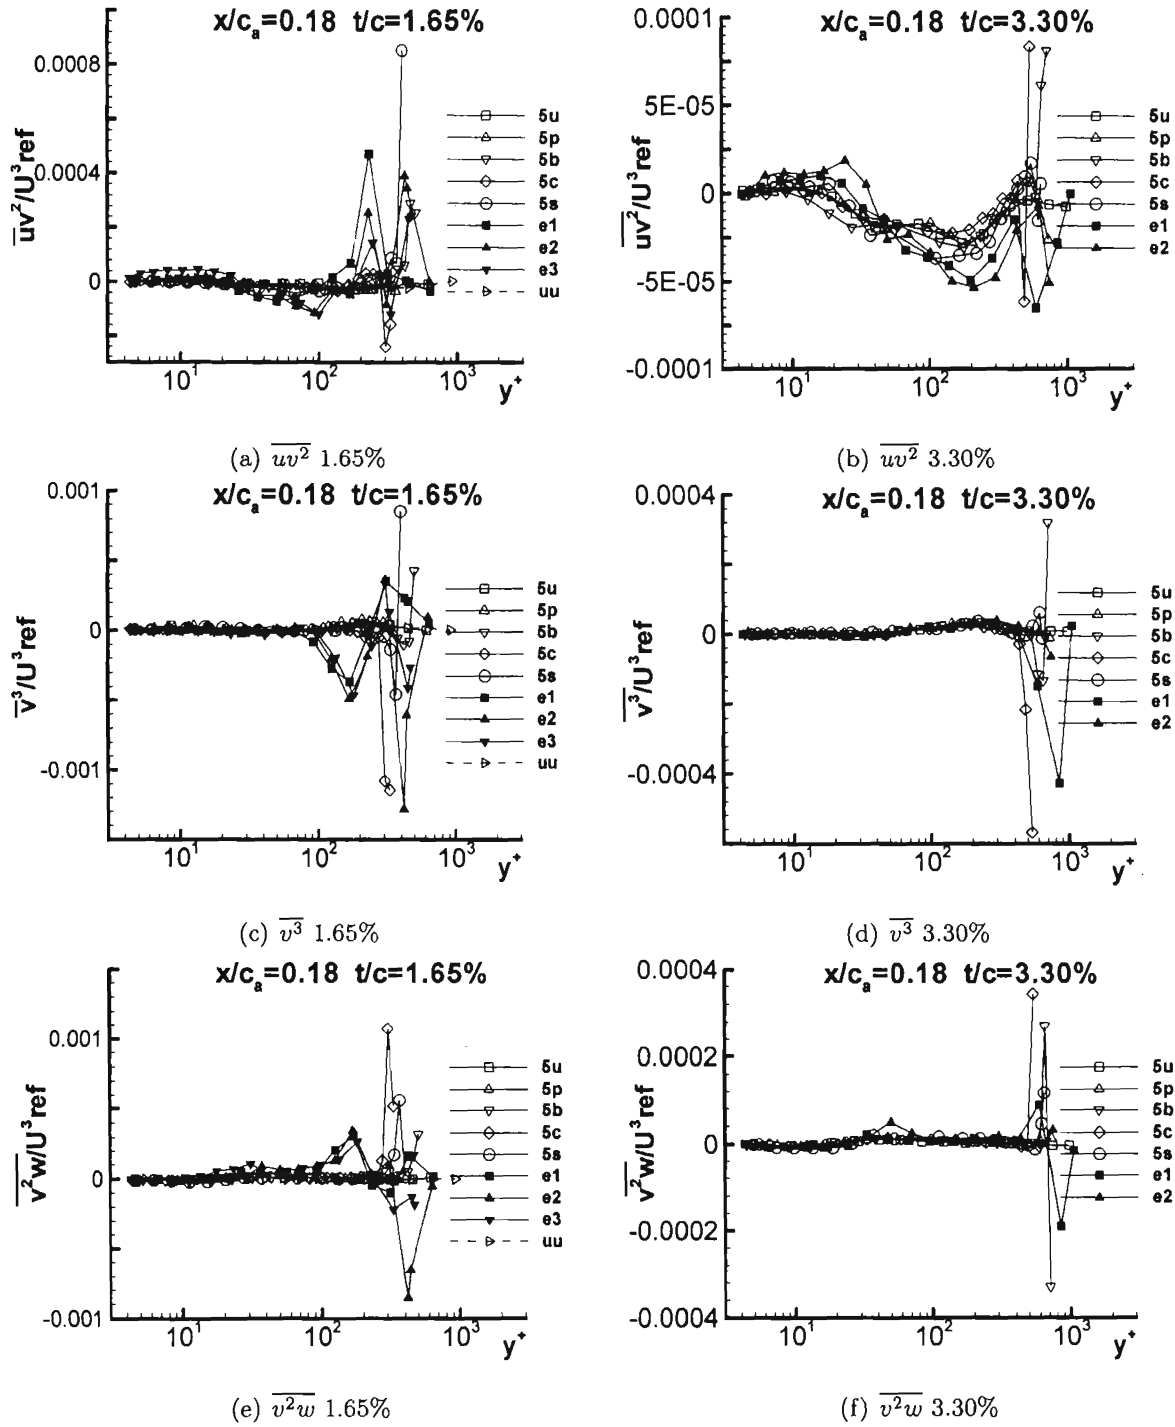 x/cₐ=0.18 t/c=1.65%
0.0008
0.0004
0
uv²/U³ref
10¹ 10² 10³
y⁺
5u
5p
5b
5c
5s
e1
e2
e3
uu
(a) uv² 1.65%
x/cₐ=0.18 t/c=3.30%
0.0001
5E-05
0
-5E-05
-0.0001
uv²/U³ref
10¹ 10² 10³
y⁺
5u
5p
5b
5c
5s
e1
e2
(b) uv² 3.30%
x/cₐ=0.18 t/c=1.65%
0.001
0
-0.001
v³/U³ref
10¹ 10² 10³
y⁺
5u
5p
5b
5c
5s
e1
e2
e3
uu
(c) v³ 1.65%
x/cₐ=0.18 t/c=3.30%
0.0004
0
-0.0004
v³/U³ref
10¹ 10² 10³
y⁺
5u
5p
5b
5c
5s
e1
e2
(d) v³ 3.30%
x/cₐ=0.18 t/c=1.65%
0.001
0
-0.001
v²w/U³ref
10¹ 10² 10³
y⁺
5u
5p
5b
5c
5s
e1
e2
e3
uu
(e) v²w 1.65%
x/cₐ=0.18 t/c=3.30%
0.0004
0.0002
0
-0.0002
-0.0004
v²w/U³ref
10¹ 10² 10³
y⁺
5u
5p
5b
5c
5s
e1
e2
(f) v²w 3.30%